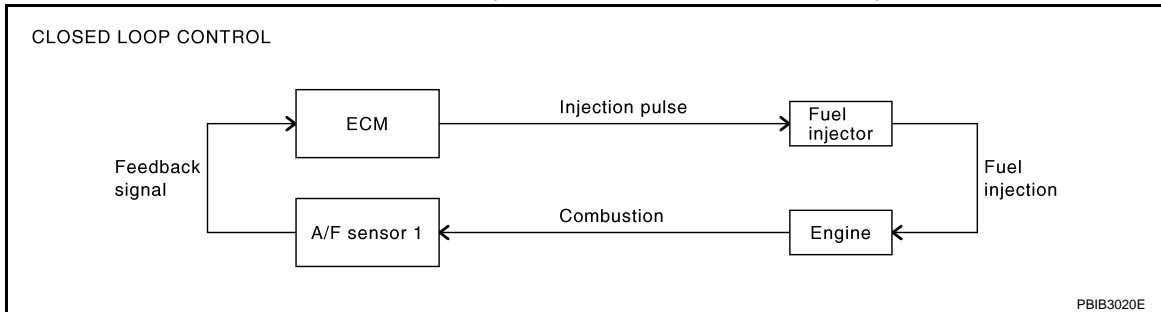 CLOSED LOOP CONTROL
ECM
Injection pulse
Fuel
injector
Feedback
signal
Fuel
injection
A/F sensor 1
Combustion
Engine
PBIB3020E